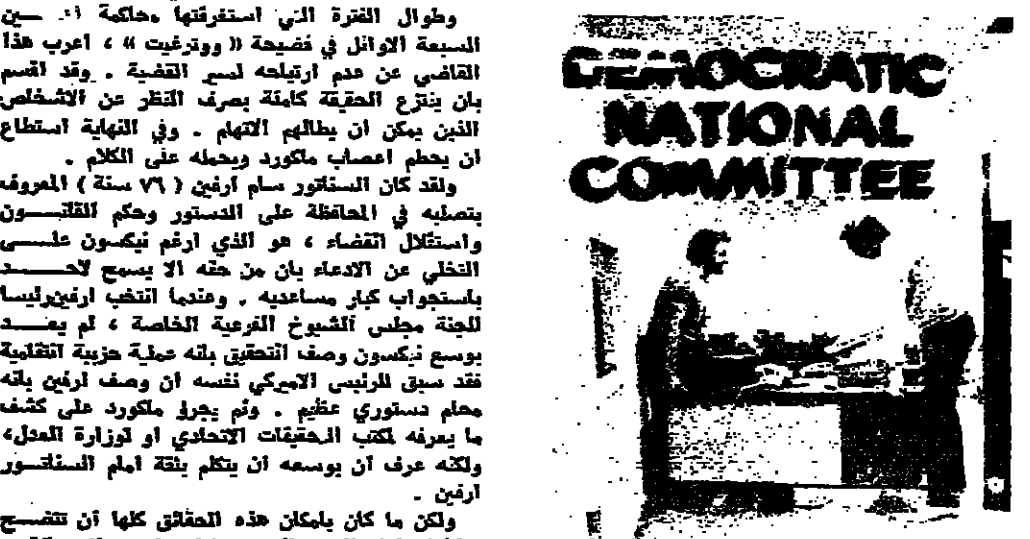 وطوال الفترة التي استغرقتها محاكمة
السبعة الاوائل في فضيحة « ووترغيت » ، اعرب هذا
القاضي عن عدم ارتياحه لسير القضية . وقد اقسم
بان ينتزع الحقيقة كاملة بصرف النظر عن الاشخاص
الذين يمكن ان يطالهم الاتهام . وفي النهاية استطاع
ان يحطم اعصاب ماكورد ويحمله على الكلام .
ولقد كان السناتور سام ارفين ( ٧٦ سنة ) المعروف
بتصلبه في المحافظة على الدستور وحكم القانـــون
واستقلال القضاء ، هو الذي ارغم نيكسون علـــى
التخلي عن الادعاء بان من حقه الا يسمح لاحـــد
باستجواب كبار مساعديه . وعندما انتخب ارفين رئيسا
للجنة مجلس الشيوخ الفرعية الخاصة ، لم يعـــد
بوسع نيكسون وصف التحقيق بانه عملية حزبية انتقامية
فقد سبق للرئيس الاميركي نفسه ان وصف ارفين بانه
محام دستوري عظيم . ولم يجرؤ ماكورد على كشف
ما يعرفه لمكتب التحقيقات الاتحادي او لوزارة العدل،
ولكنه عرف ان بوسعه ان يتكلم بثقة امام السناتـــور
ارفين .
ولكن ما كان بامكان هذه الحقائق كلها ان تتضـــح
DEMOCRATIC
NATIONAL
COMMITTEE